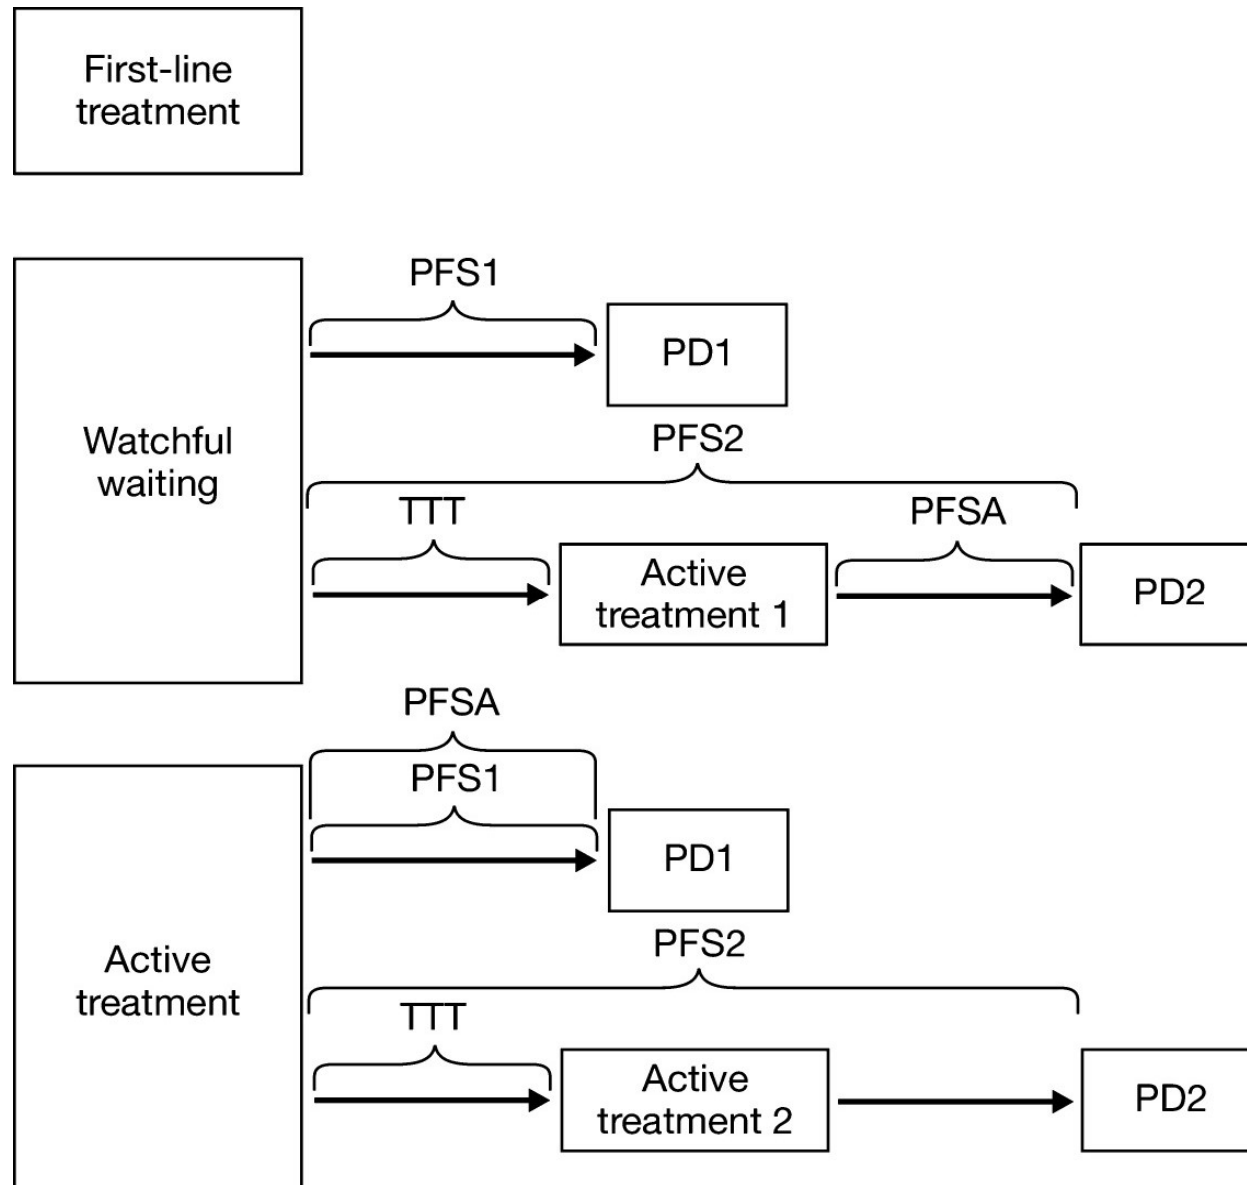 First-line
treatment
PFS1
PD1
Watchful
waiting
PFS2
TTT
PFSA
Active
treatment 1
PD2
PFSA
PFS1
PD1
Active
treatment
PFS2
TTT
Active
treatment 2
PD2